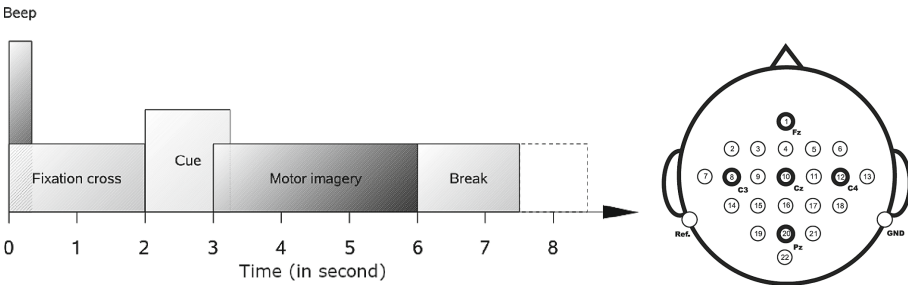 Beep
Fixation cross
Cue
Motor imagery
Break
0 1 2 3 4 5 6 7 8
Time (in second)
1
Fz
2 3 4 5 6
7 8 9 10 11 12 13
C3 Cz C4
14 15 16 17 18
Ref. GND
19 20 21
Pz
22